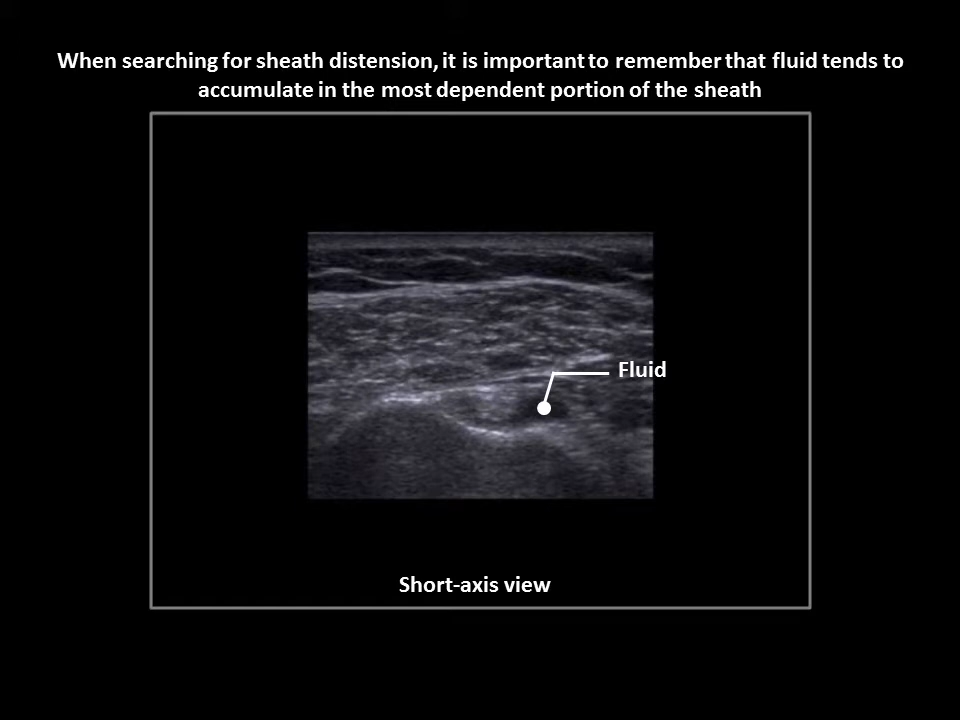 When searching for sheath distension, it is important to remember that fluid tends to
accumulate in the most dependent portion of the sheath
Fluid
Short-axis view